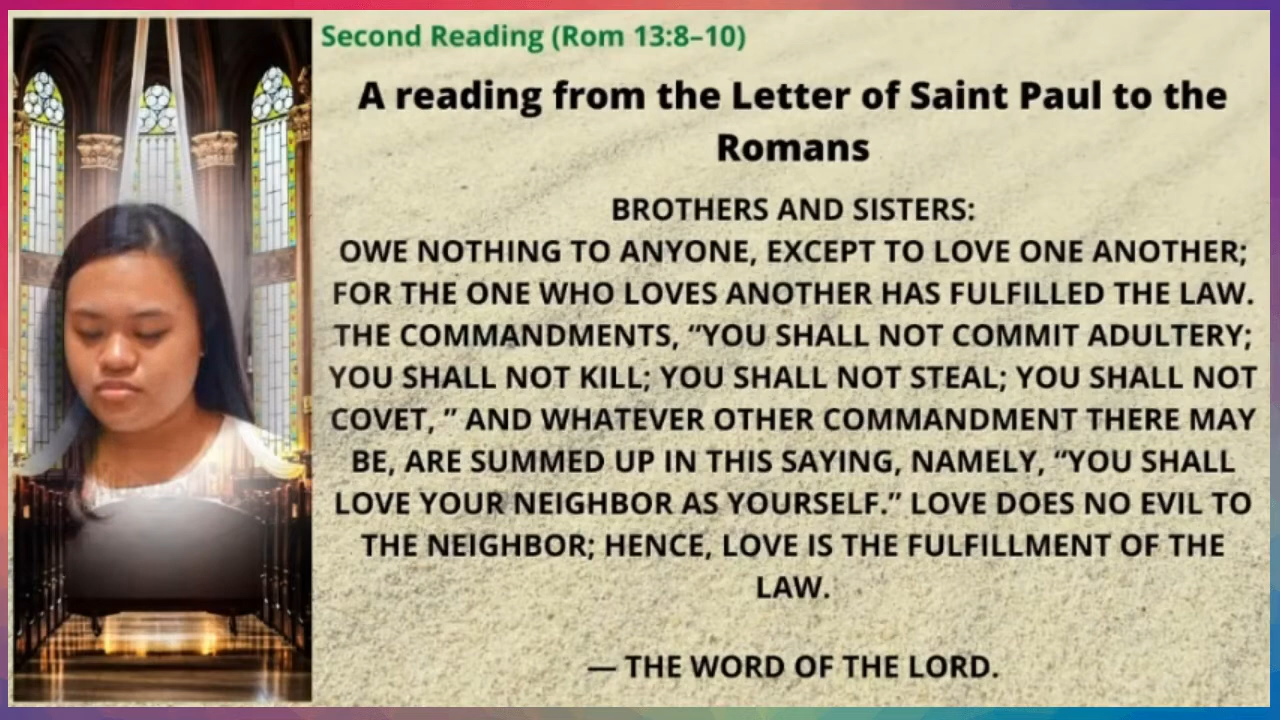 Second Reading (Rom 13:8–10)
A reading from the Letter of Saint Paul to the
Romans
BROTHERS AND SISTERS:
OWE NOTHING TO ANYONE, EXCEPT TO LOVE ONE ANOTHER;
FOR THE ONE WHO LOVES ANOTHER HAS FULFILLED THE LAW.
THE COMMANDMENTS, “YOU SHALL NOT COMMIT ADULTERY;
YOU SHALL NOT KILL; YOU SHALL NOT STEAL; YOU SHALL NOT
COVET, ” AND WHATEVER OTHER COMMANDMENT THERE MAY
BE, ARE SUMMED UP IN THIS SAYING, NAMELY, “YOU SHALL
LOVE YOUR NEIGHBOR AS YOURSELF.” LOVE DOES NO EVIL TO
THE NEIGHBOR; HENCE, LOVE IS THE FULFILLMENT OF THE
LAW.
— THE WORD OF THE LORD.